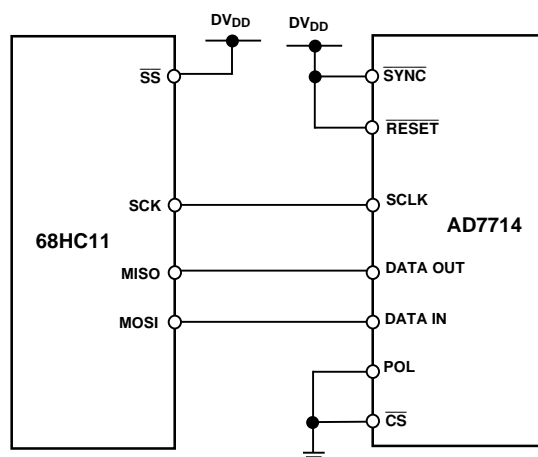 DVDD
DVDD
SS
SYNC
RESET
SCK
SCLK
AD7714
68HC11
MISO
DATA OUT
MOSI
DATA IN
POL
CS